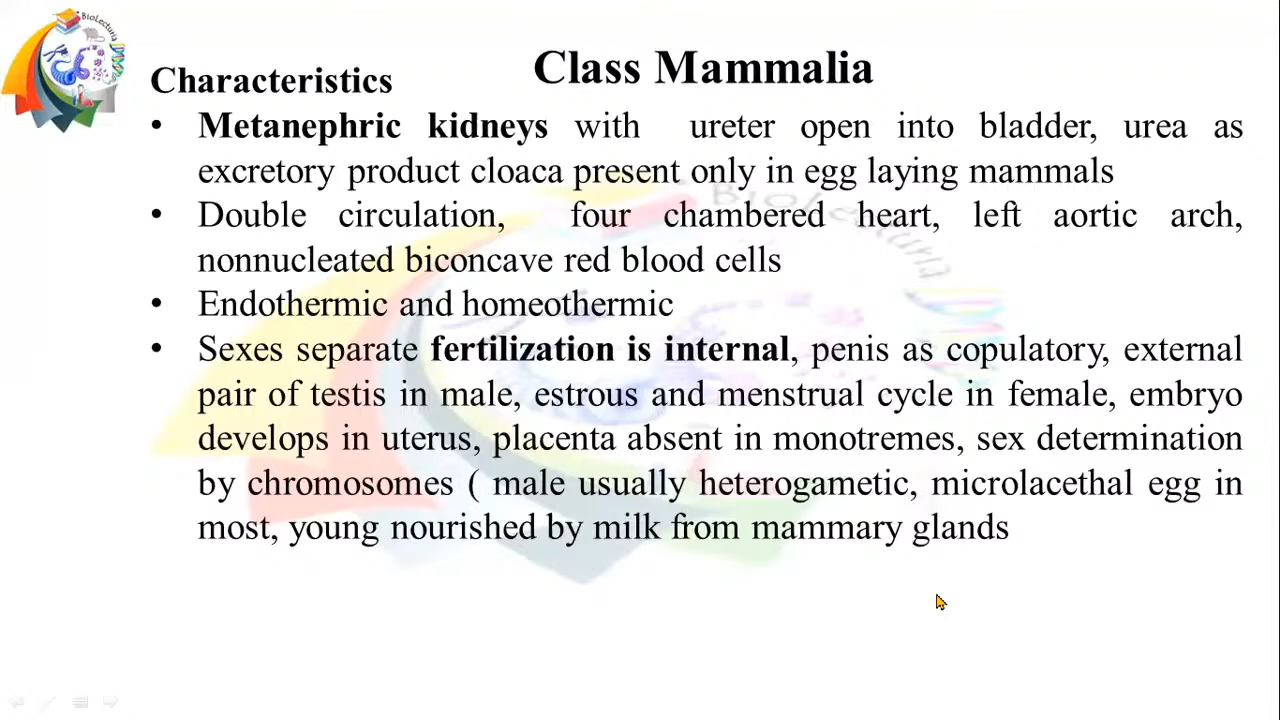 BioLecturia
Class Mammalia
Characteristics
• Metanephric kidneys with ureter open into bladder, urea as
excretory product cloaca present only in egg laying mammals
• Double circulation, four chambered heart, left aortic arch,
nonnucleated biconcave red blood cells
• Endothermic and homeothermic
• Sexes separate fertilization is internal, penis as copulatory, external
pair of testis in male, estrous and menstrual cycle in female, embryo
develops in uterus, placenta absent in monotremes, sex determination
by chromosomes ( male usually heterogametic, microlacethal egg in
most, young nourished by milk from mammary glands
BioLecturia